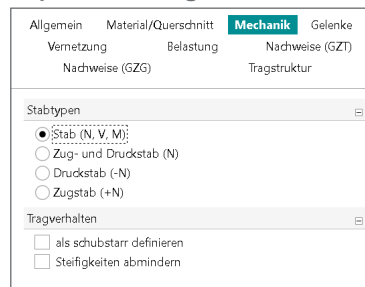 Allgemein Material/Querschnitt Mechanik Gelenke
Vernetzung Belastung Nachweise (GZT)
Nachweise (GZG) Tragstruktur
Stabtypen
Stab (N, V, M)
Zug- und Druckstab (N)
Druckstab (-N)
Zugstab (+N)
Tragverhalten
als schubstarr definieren
Steifigkeiten abmindern